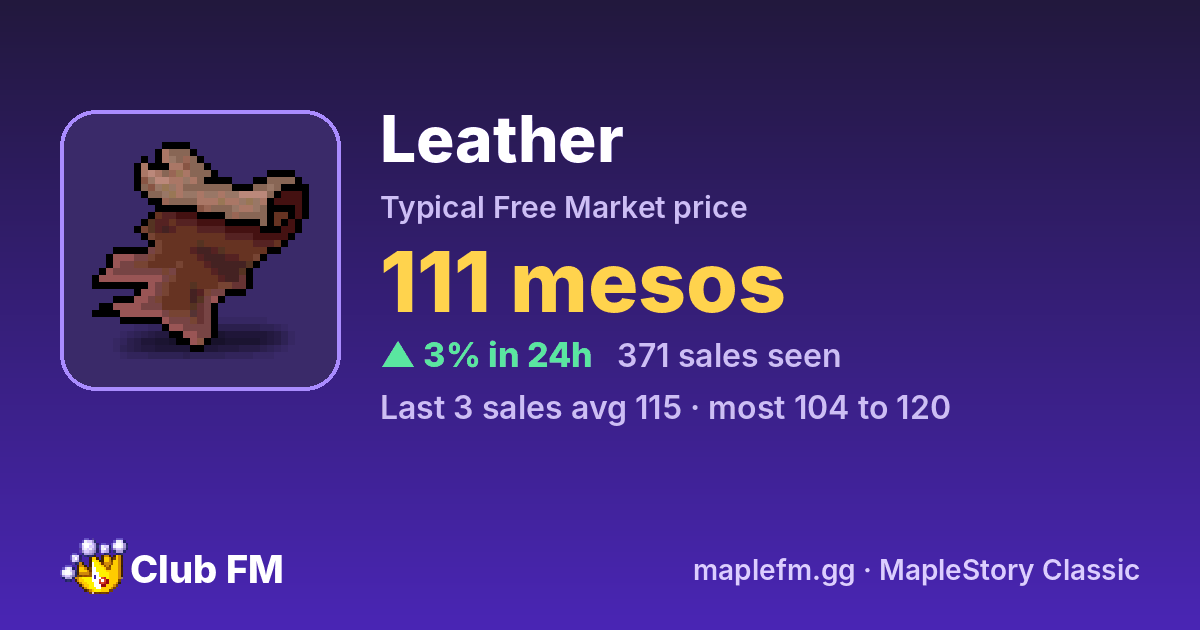 Leather
Typical Free Market price
111 mesos
▲ 3% in 24h 371 sales seen
Last 3 sales avg 115 · most 104 to 120
Club FM
maplefm.gg · MapleStory Classic